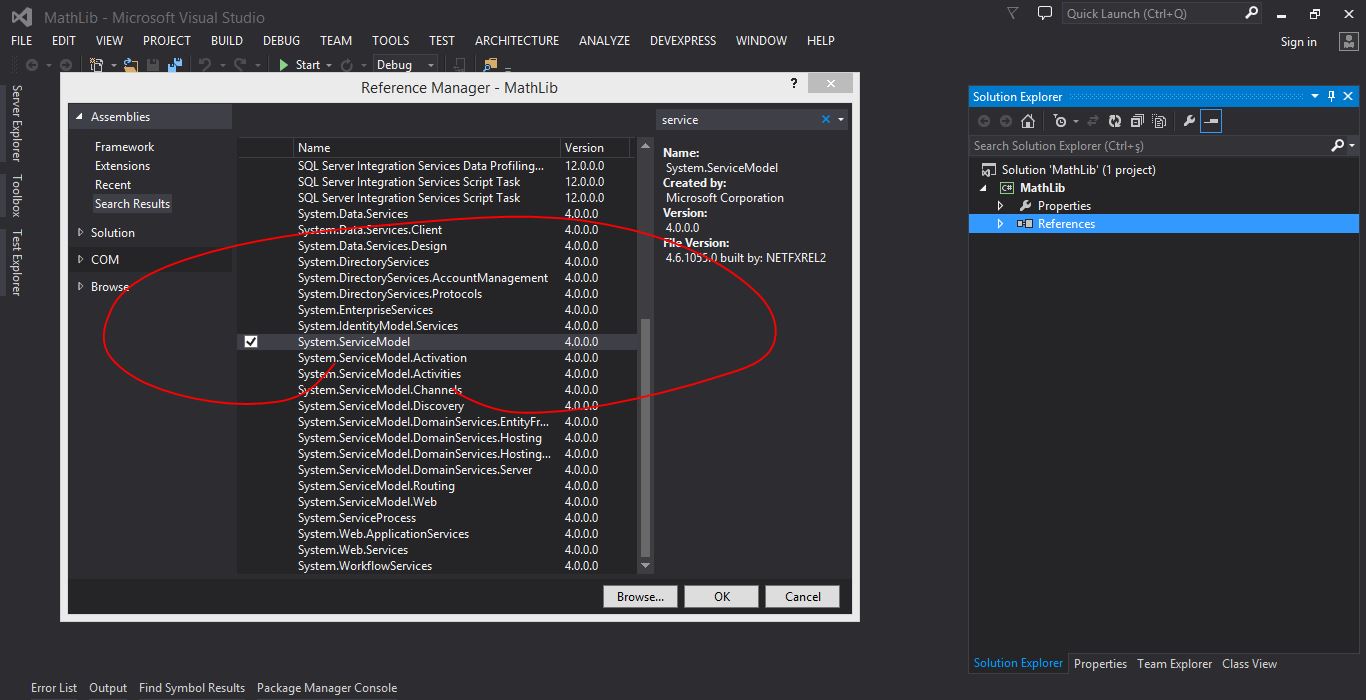 MathLib - Microsoft Visual Studio
Quick Launch (Ctrl+Q)
FILE EDIT VIEW PROJECT BUILD DEBUG TEAM TOOLS TEST ARCHITECTURE ANALYZE DEVEXPRESS WINDOW HELP
Sign in
Start Debug
Server Explorer
Toolbox
Test Explorer
Reference Manager - MathLib
?
Assemblies
Framework
Extensions
Recent
Search Results
Solution
COM
Browse
service
Name Version
SQL Server Integration Services Data Profiling... 12.0.0.0
SQL Server Integration Services Script Task 12.0.0.0
SQL Server Integration Services Script Task 12.0.0.0
System.Data.Services 4.0.0.0
System.Data.Services.Client 4.0.0.0
System.Data.Services.Design 4.0.0.0
System.DirectoryServices 4.0.0.0
System.DirectoryServices.AccountManagement 4.0.0.0
System.DirectoryServices.Protocols 4.0.0.0
System.EnterpriseServices 4.0.0.0
System.IdentityModel.Services 4.0.0.0
System.ServiceModel 4.0.0.0
System.ServiceModel.Activation 4.0.0.0
System.ServiceModel.Activities 4.0.0.0
System.ServiceModel.Channels 4.0.0.0
System.ServiceModel.Discovery 4.0.0.0
System.ServiceModel.DomainServices.EntityFr... 4.0.0.0
System.ServiceModel.DomainServices.Hosting 4.0.0.0
System.ServiceModel.DomainServices.Hosting... 4.0.0.0
System.ServiceModel.DomainServices.Server 4.0.0.0
System.ServiceModel.Routing 4.0.0.0
System.ServiceModel.Web 4.0.0.0
System.ServiceProcess 4.0.0.0
System.Web.ApplicationServices 4.0.0.0
System.Web.Services 4.0.0.0
System.WorkflowServices 4.0.0.0
Name:
System.ServiceModel
Created by:
Microsoft Corporation
Version:
4.0.0.0
File Version:
4.6.1055.0 built by: NETFXREL2
Browse... OK Cancel
Solution Explorer
Search Solution Explorer (Ctrl+ş)
Solution 'MathLib' (1 project)
C# MathLib
Properties
References
Solution Explorer Properties Team Explorer Class View
Error List Output Find Symbol Results Package Manager Console